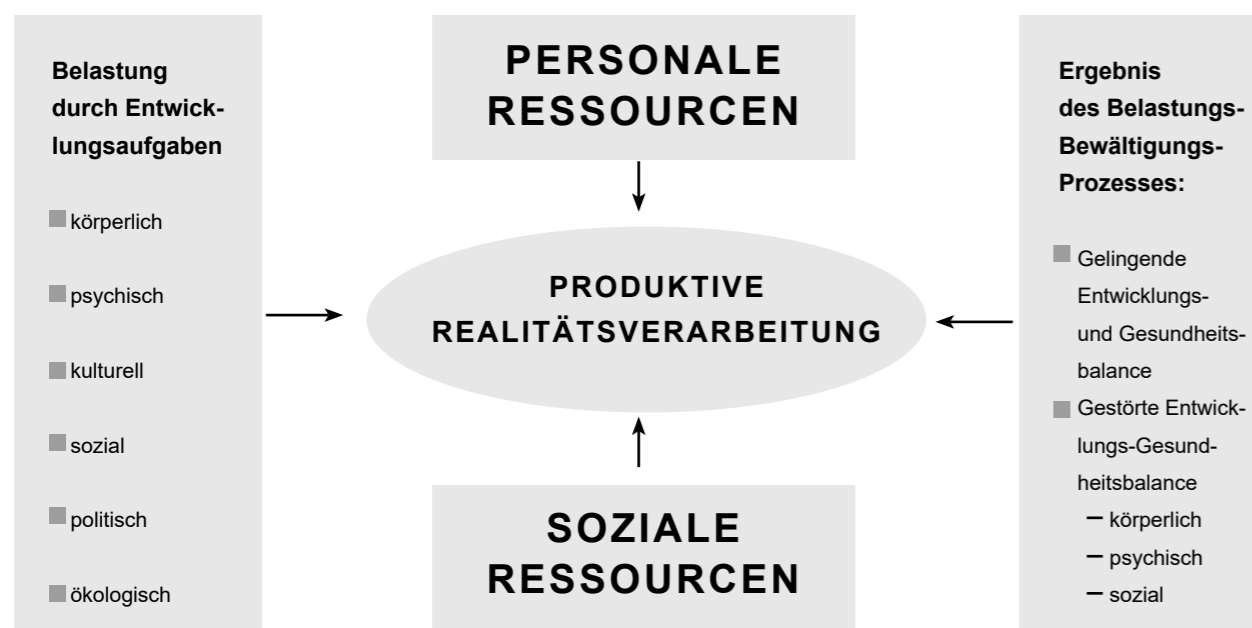 Belastung
durch Entwick-
lungsaufgaben
körperlich
psychisch
kulturell
sozial
politisch
ökologisch
PERSONALE
RESSOURCEN
PRODUKTIVE
REALITÄTSVERARBEITUNG
SOZIALE
RESSOURCEN
Ergebnis
des Belastungs-
Bewältigungs-
Prozesses:
Gelingende
Entwicklungs-
und Gesundheits-
balance
Gestörte Entwick-
lungs-Gesund-
heitsbalance
– körperlich
– psychisch
– sozial